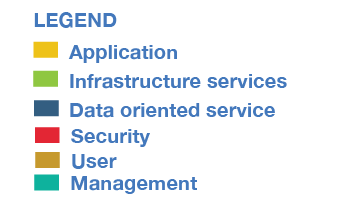 LEGEND
Application
Infrastructure services
Data oriented service
Security
User
Management